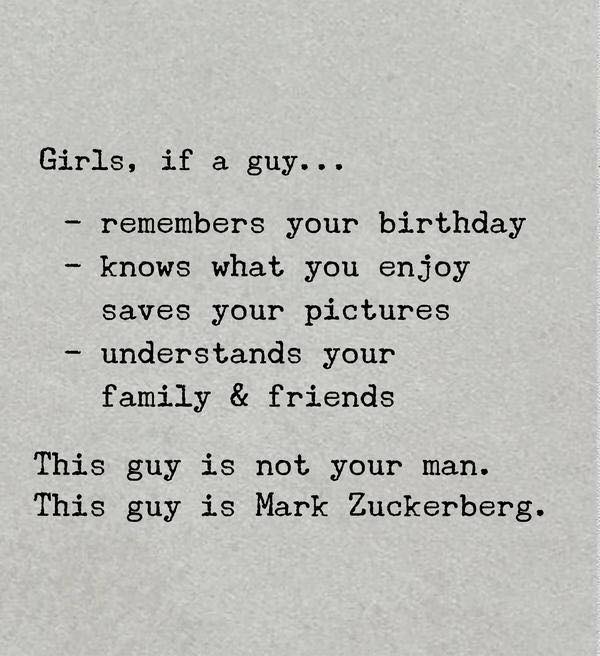 Girls, if a guy...
- remembers your birthday
- knows what you enjoy
saves your pictures
- understands your
family & friends
This guy is not your man.
This guy is Mark Zuckerberg.